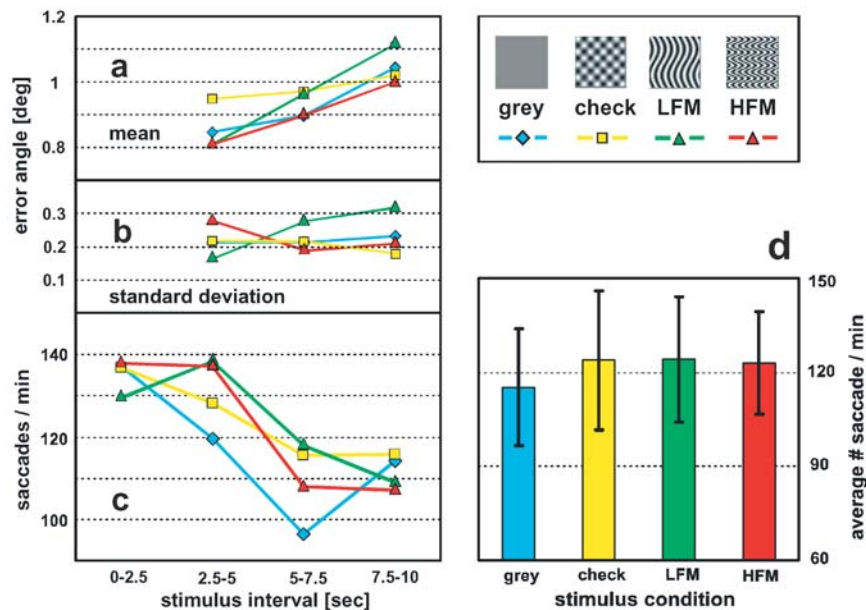 1.2
a
1
error angle [deg]
mean
0.8
0.3
b
0.2
0.1
standard deviation
140
saccades / min
120
c
100
0-2.5
2.5-5
5-7.5
7.5-10
stimulus interval [sec]
grey
check
LFM
HFM
d
150
120
90
60
average # saccade / min
grey
check
LFM
HFM
stimulus condition